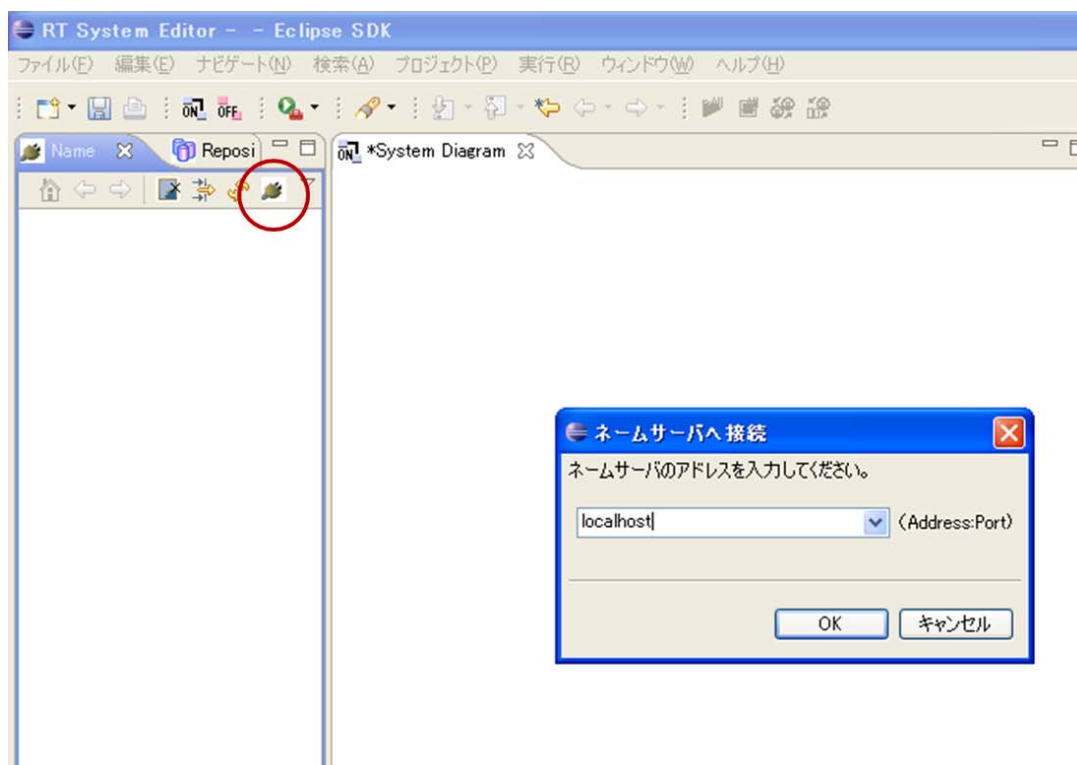 RT System Editor - - Eclipse SDK
ファイル(F) 編集(E) ナビゲート(N) 検索(A) プロジェクト(P) 実行(R) ウィンドウ(W) ヘルプ(H)
ON OFF
Name Reposi
ON *System Diagram
ネームサーバへ接続
ネームサーバのアドレスを入力してください。
localhost (Address:Port)
OK キャンセル